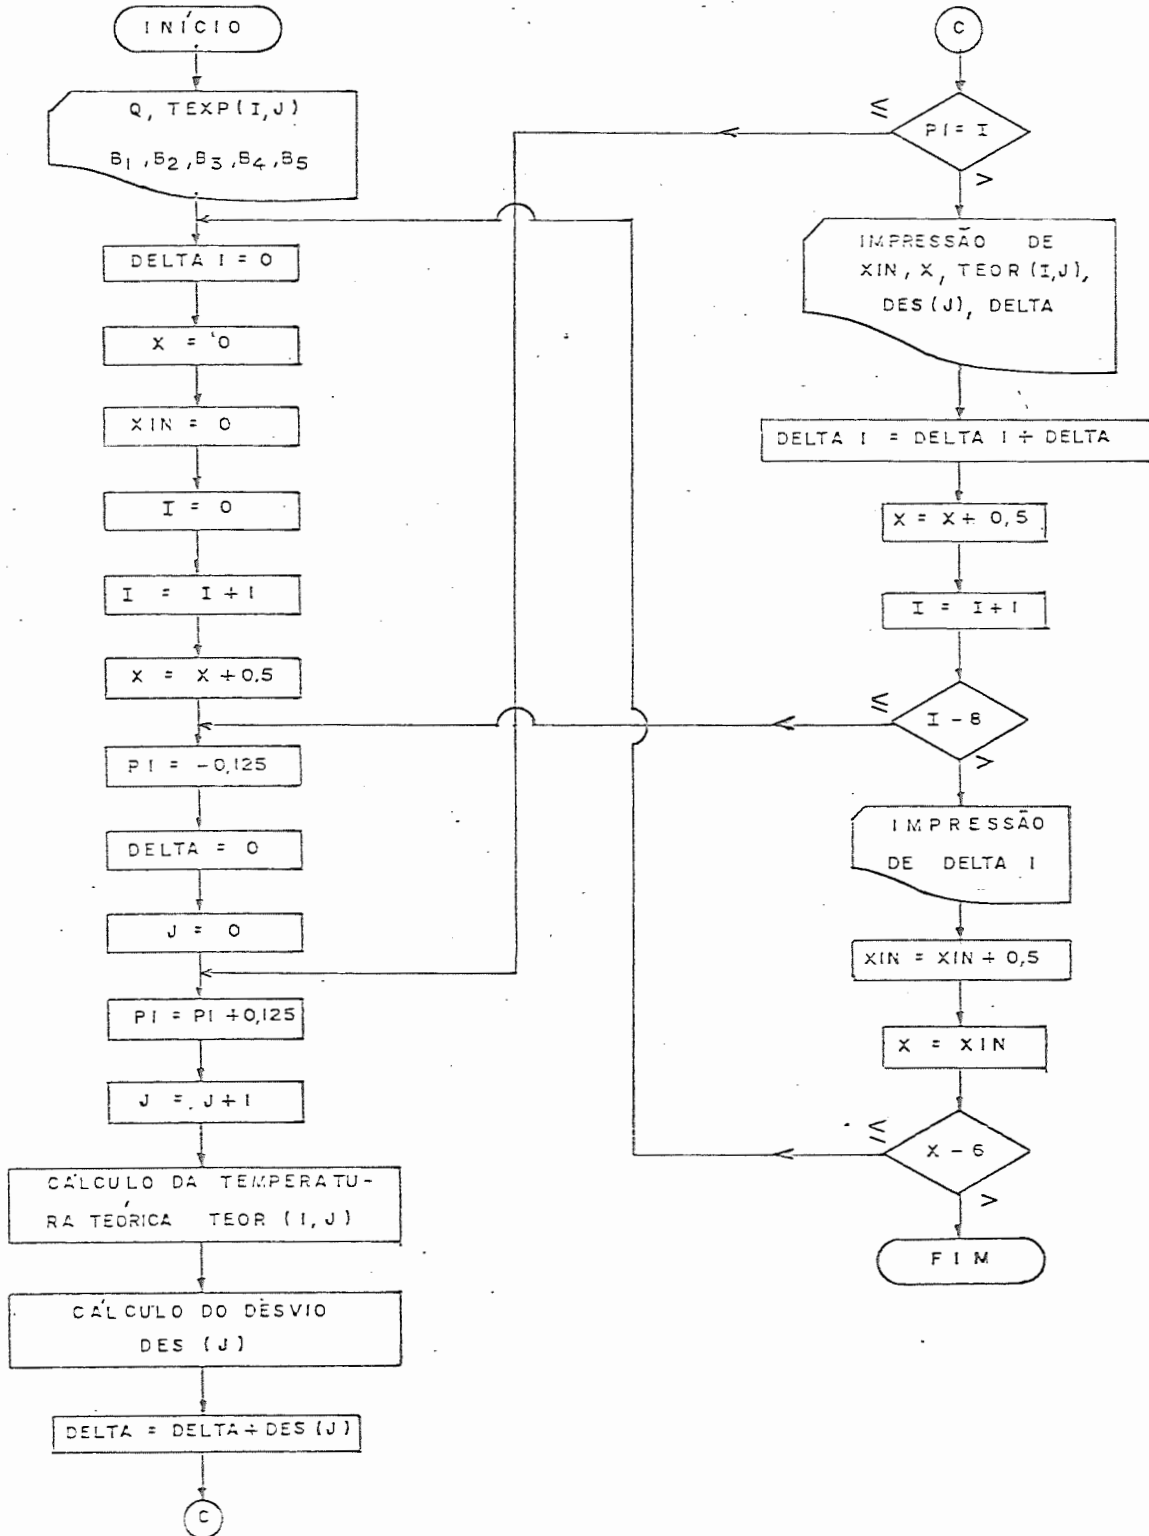 INÍCIO
Q, TEXP(I,J)
B1, B2, B3, B4, B5
DELTA I = 0
X = 0
XIN = 0
I = 0
I = I + 1
X = X + 0,5
PI = -0,125
DELTA = 0
J = 0
PI = PI + 0,125
J = J + 1
CÁLCULO DA TEMPERATU-
RA TEÓRICA TEOR (I,J)
CÁLCULO DO DESVIO
DES (J)
DELTA = DELTA + DES (J)
C
C
PI = I
≤
>
IMPRESSÃO DE
XIN, X, TEOR (I,J),
DES (J), DELTA
DELTA I = DELTA I + DELTA
X = X + 0,5
I = I + 1
≤
I - 8
>
IMPRESSÃO
DE DELTA I
XIN = XIN + 0,5
X = XIN
≤
X - 6
>
FIM